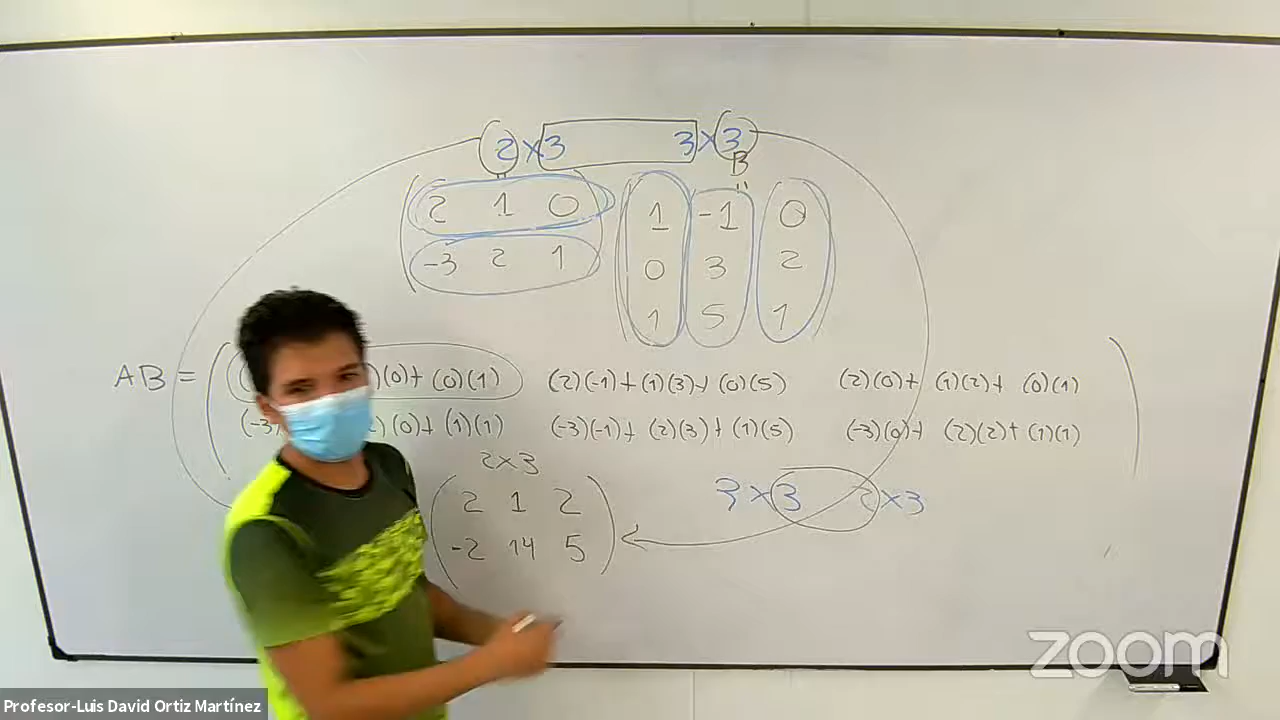 2x3 3x3
B
2 1 0 1 -1 0
-3 2 1 0 3 2
1 5 1
AB = (0)+(0)(1) (2)(-1)+(1)(3)+(0)(5) (2)(0)+(1)(2)+(0)(1)
(-3) (0)+(1)(1) (-3)(-1)+(2)(3)+(1)(5) (-3)(0)+(2)(2)+(1)(1)
2x3
2 1 2
-2 14 5
3x3 2x3
zoom
Profesor-Luis David Ortiz Martínez